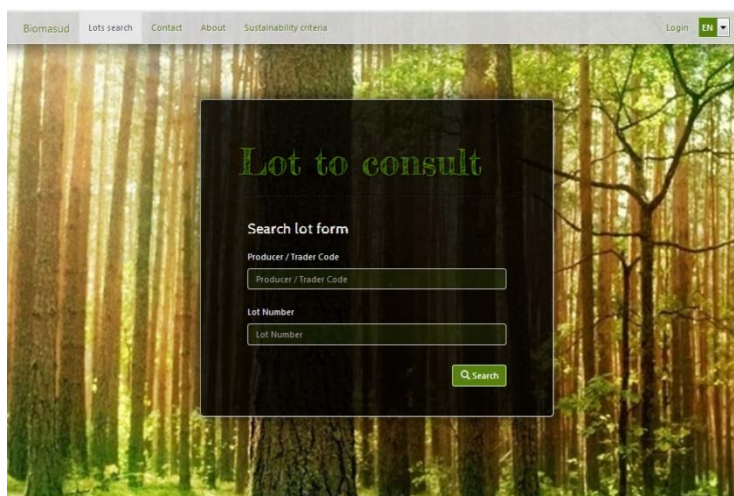 Biomasud Lots search Contact About Sustainability criteria Login EN
Lot to consult
Search lot form
Producer / Trader Code
Producer / Trader Code
Lot Number
Lot Number
Search